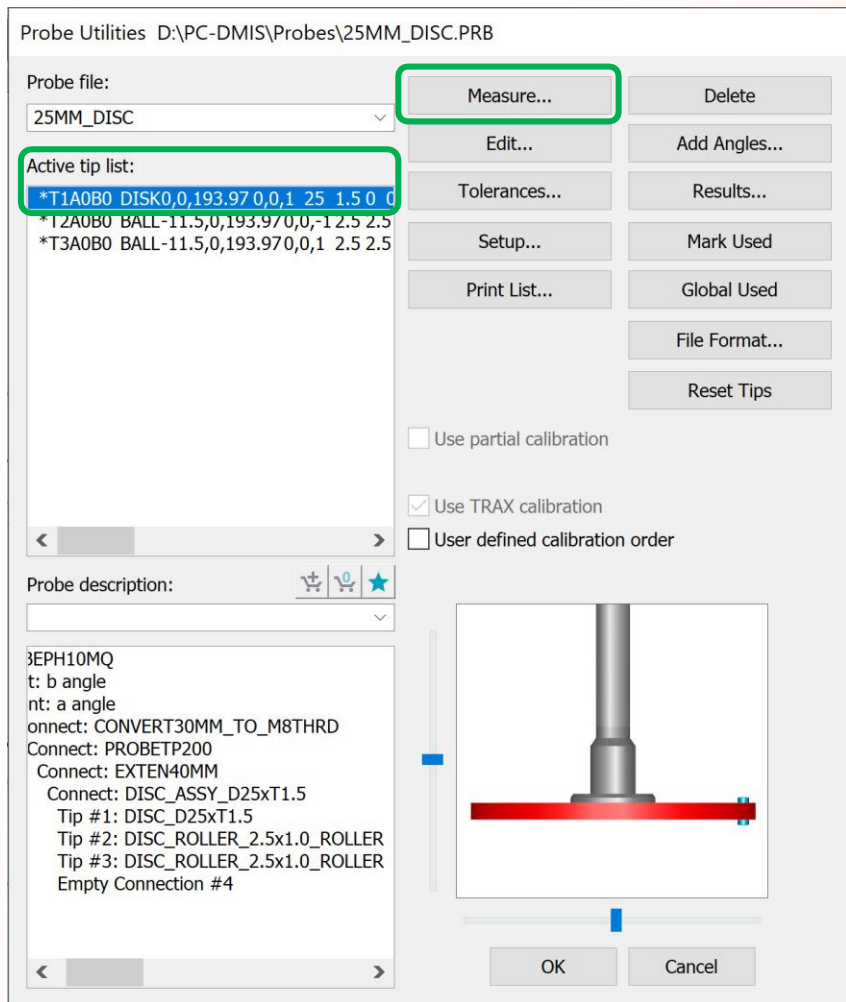 Probe Utilities  D:\PC-DMIS\Probes\25MM_DISC.PRB
Probe file:
25MM_DISC
Active tip list:
*T1A0B0 DISK0,0,193.97 0,0,1 25 1.5 0 0
*T2A0B0 BALL-11.5,0,193.970,0,-1 2.5 2.5
*T3A0B0 BALL-11.5,0,193.970,0,1 2.5 2.5
Measure...
Delete
Edit...
Add Angles...
Tolerances...
Results...
Setup...
Mark Used
Print List...
Global Used
File Format...
Reset Tips
Use partial calibration
Use TRAX calibration
User defined calibration order
Probe description:
BEPH10MQ
t: b angle
nt: a angle
onnect: CONVERT30MM_TO_M8THRD
Connect: PROBETP200
Connect: EXTEN40MM
Connect: DISC_ASSY_D25xT1.5
Tip #1: DISC_D25xT1.5
Tip #2: DISC_ROLLER_2.5x1.0_ROLLER
Tip #3: DISC_ROLLER_2.5x1.0_ROLLER
Empty Connection #4
OK
Cancel